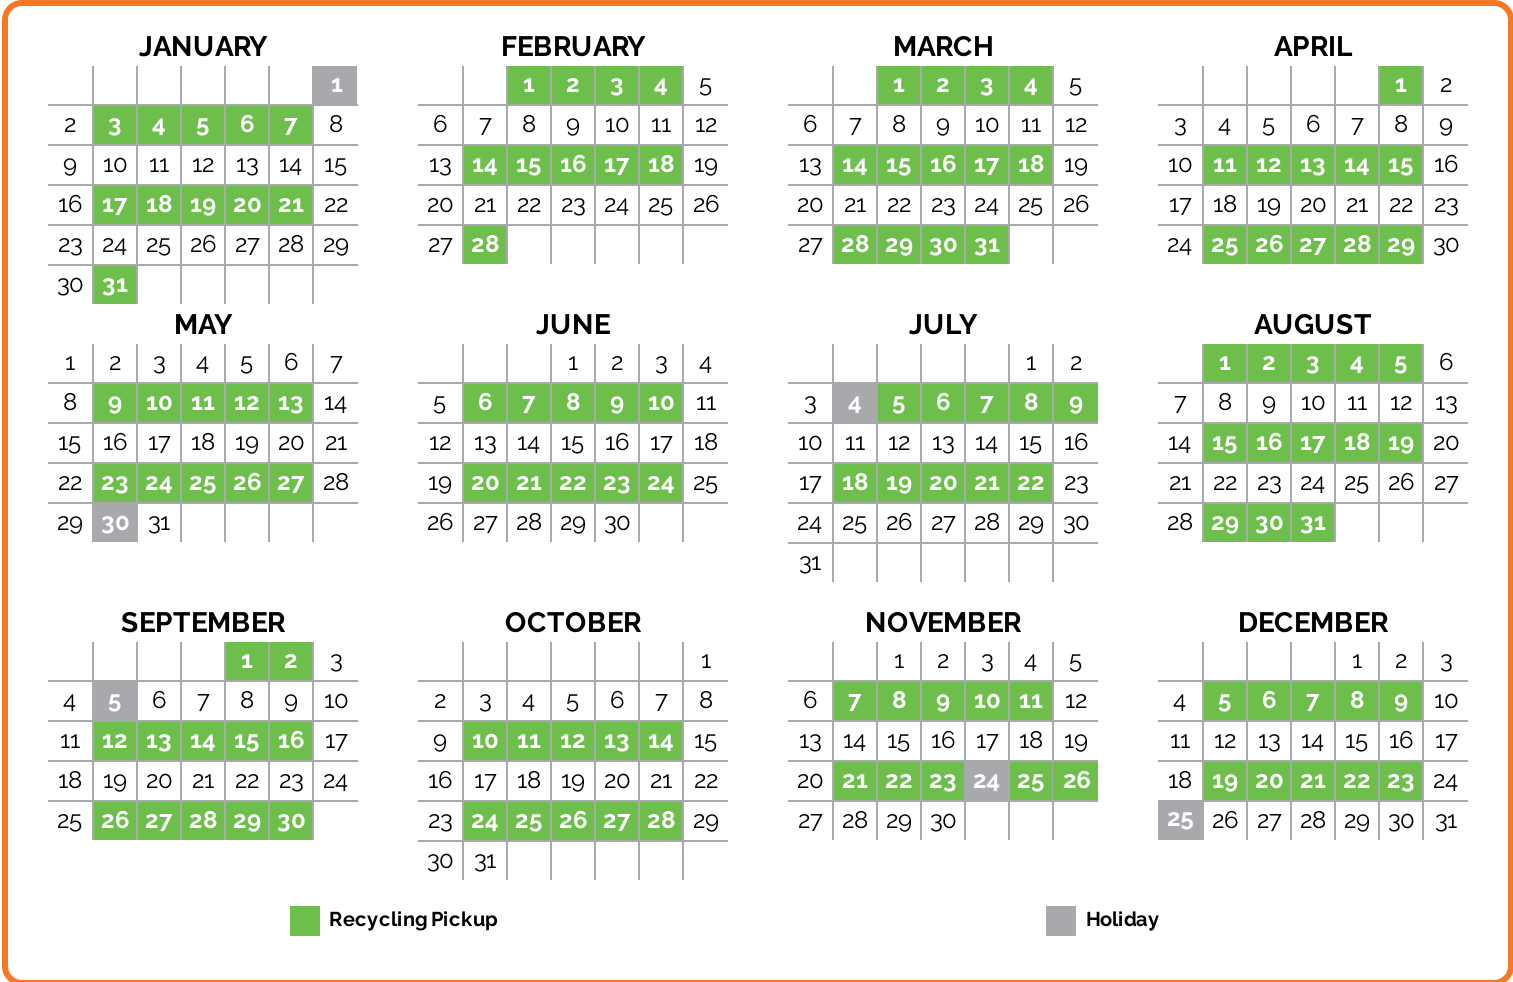 JANUARY
1
2 3 4 5 6 7 8
9 10 11 12 13 14 15
16 17 18 19 20 21 22
23 24 25 26 27 28 29
30 31
FEBRUARY
1 2 3 4 5
6 7 8 9 10 11 12
13 14 15 16 17 18 19
20 21 22 23 24 25 26
27 28
MARCH
1 2 3 4 5
6 7 8 9 10 11 12
13 14 15 16 17 18 19
20 21 22 23 24 25 26
27 28 29 30 31
APRIL
1 2
3 4 5 6 7 8 9
10 11 12 13 14 15 16
17 18 19 20 21 22 23
24 25 26 27 28 29 30
MAY
1 2 3 4 5 6 7
8 9 10 11 12 13 14
15 16 17 18 19 20 21
22 23 24 25 26 27 28
29 30 31
JUNE
1 2 3 4
5 6 7 8 9 10 11
12 13 14 15 16 17 18
19 20 21 22 23 24 25
26 27 28 29 30
JULY
1 2
3 4 5 6 7 8 9
10 11 12 13 14 15 16
17 18 19 20 21 22 23
24 25 26 27 28 29 30
31
AUGUST
1 2 3 4 5 6
7 8 9 10 11 12 13
14 15 16 17 18 19 20
21 22 23 24 25 26 27
28 29 30 31
SEPTEMBER
1 2 3
4 5 6 7 8 9 10
11 12 13 14 15 16 17
18 19 20 21 22 23 24
25 26 27 28 29 30
OCTOBER
1
2 3 4 5 6 7 8
9 10 11 12 13 14 15
16 17 18 19 20 21 22
23 24 25 26 27 28 29
30 31
NOVEMBER
1 2 3 4 5
6 7 8 9 10 11 12
13 14 15 16 17 18 19
20 21 22 23 24 25 26
27 28 29 30
DECEMBER
1 2 3
4 5 6 7 8 9 10
11 12 13 14 15 16 17
18 19 20 21 22 23 24
25 26 27 28 29 30 31
Recycling Pickup
Holiday